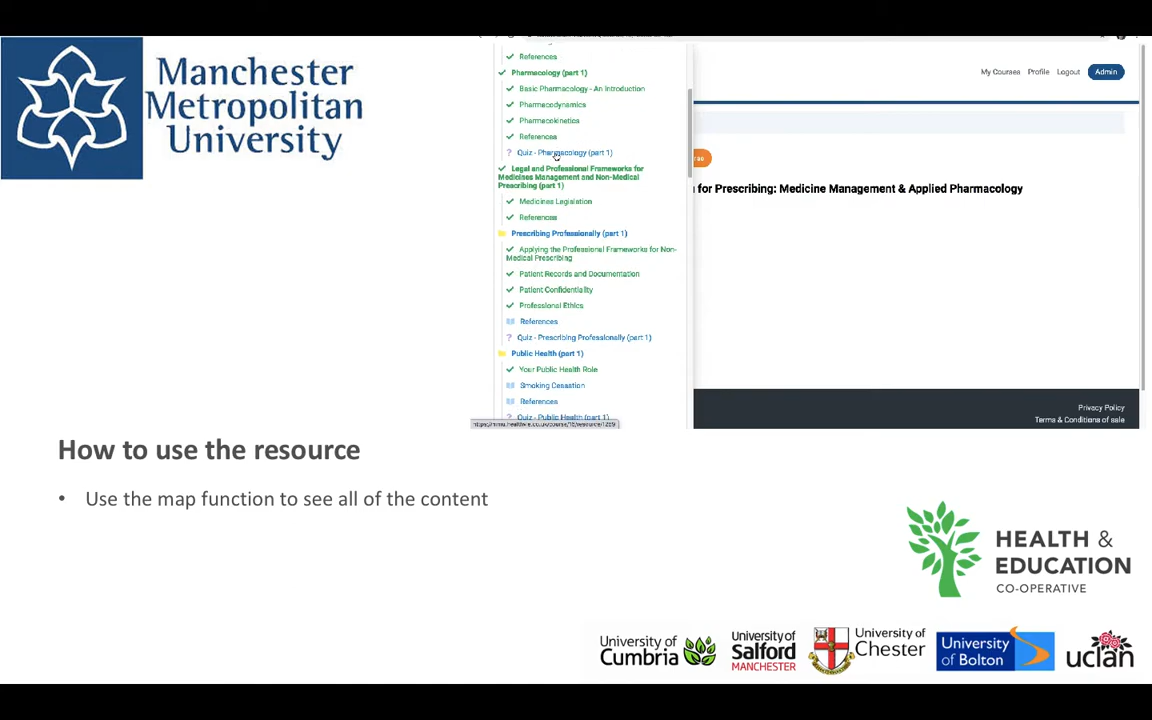 Manchester
Metropolitan
University
References
Pharmacology (part 1)
Basic Pharmacology - An Introduction
Pharmacodynamics
Pharmacokinetics
References
Quiz - Pharmacology (part 1)
Legal and Professional Frameworks for
Medicines Management and Non-Medical
Prescribing (part 1)
Medicines Legislation
References
Prescribing Professionally (part 1)
Applying the Professional Frameworks for Non-
Medical Prescribing
Patient Records and Documentation
Patient Confidentiality
Professional Ethics
References
Quiz - Prescribing Professionally (part 1)
Public Health (part 1)
Your Public Health Role
Smoking Cessation
References
Quiz - Public Health (part 1)
My Courses Profile Logout Admin
for Prescribing: Medicine Management & Applied Pharmacology
Privacy Policy
Terms & Conditions of sale
How to use the resource
• Use the map function to see all of the content
HEALTH &
EDUCATION
CO-OPERATIVE
University of
Cumbria
University of
Salford
MANCHESTER
University of
Chester
University
of Bolton
uclan